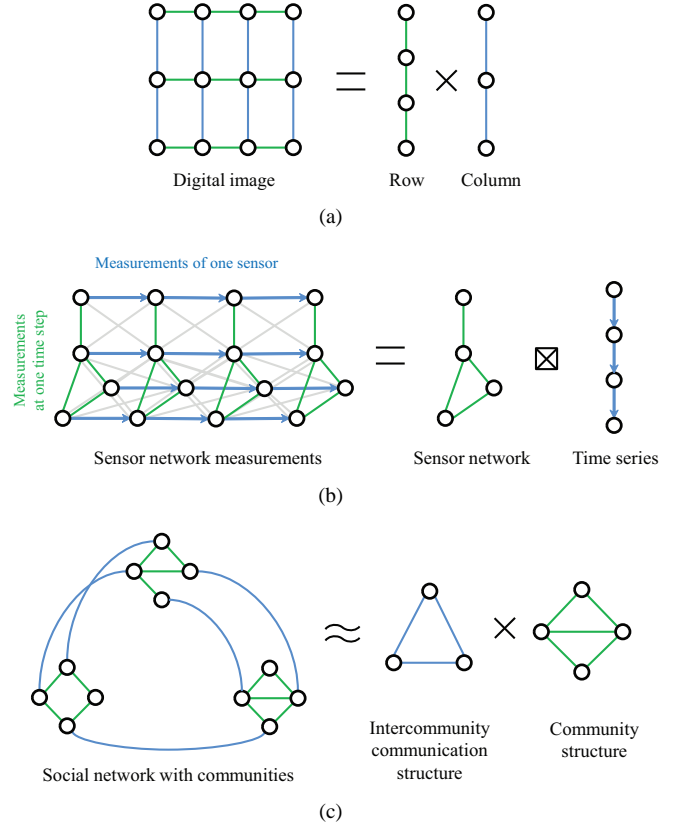 Digital image
Row
Column
(a)
Measurements of one sensor
Measurements
at one time step
Sensor network measurements
Sensor network
Time series
(b)
Social network with communities
Intercommunity
communication
structure
Community
structure
(c)